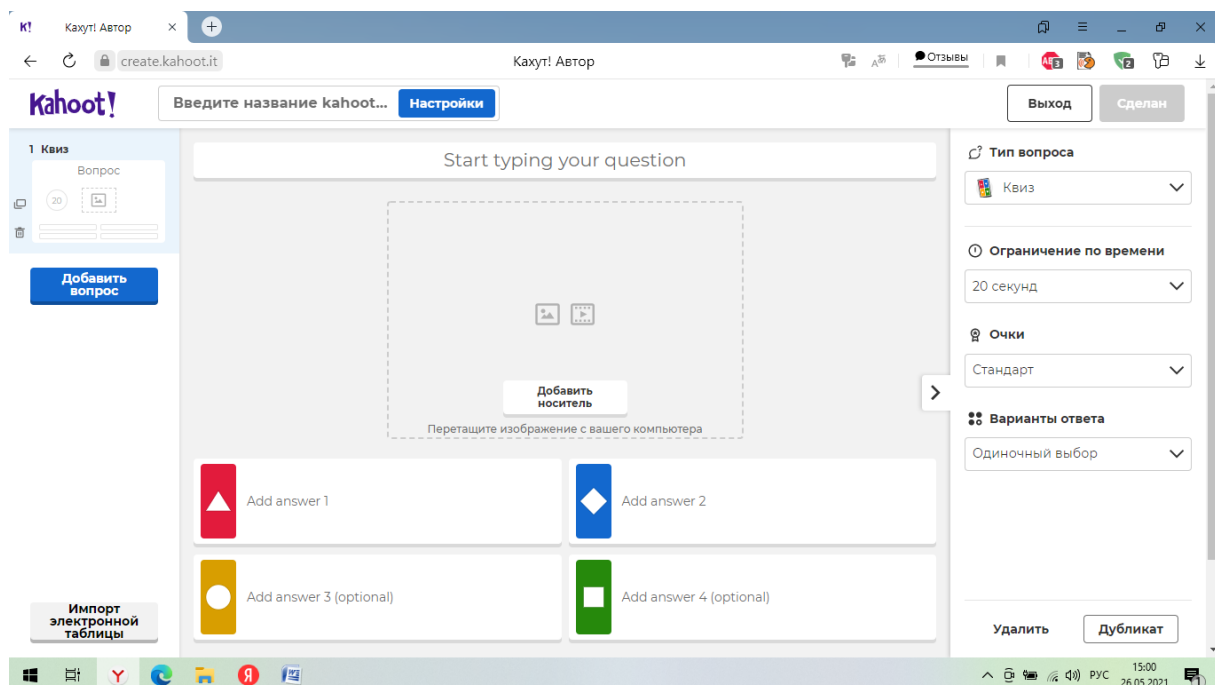 K! Кахут! Автор
create.kahoot.it
Кахут! Автор
Отзывы
3
2
Kahoot!
Введите название kahoot...
Настройки
Выход
Сделан
1 Квиз
Вопрос
20
Добавить
вопрос
Импорт
электронной
таблицы
Start typing your question
Добавить
носитель
Перетащите изображение с вашего компьютера
Add answer 1
Add answer 2
Add answer 3 (optional)
Add answer 4 (optional)
Тип вопроса
Квиз
Ограничение по времени
20 секунд
Очки
Стандарт
Варианты ответа
Одиночный выбор
Удалить
Дубликат
РУС
15:00
26.05.2021